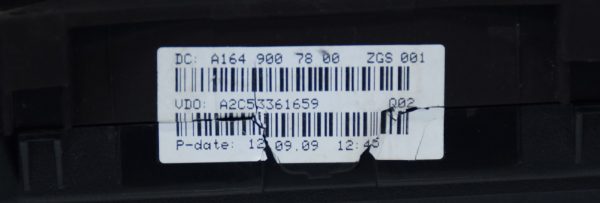 DC: A164 900 78 00 ZGS 001
VDO: A2C53361659 Q02
P-date: 12.09.09 12:45